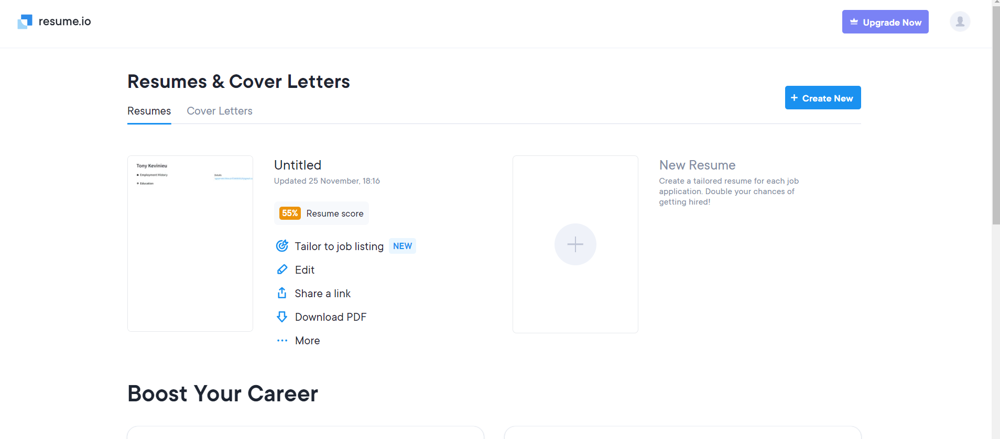 resume.io
Upgrade Now
Resumes & Cover Letters
+ Create New
Resumes
Cover Letters
Tony Kevinieu
Employment History
Details
Education
Untitled
Updated 25 November, 18:16
55% Resume score
Tailor to job listing NEW
Edit
Share a link
Download PDF
More
New Resume
Create a tailored resume for each job
application. Double your chances of
getting hired!
Boost Your Career